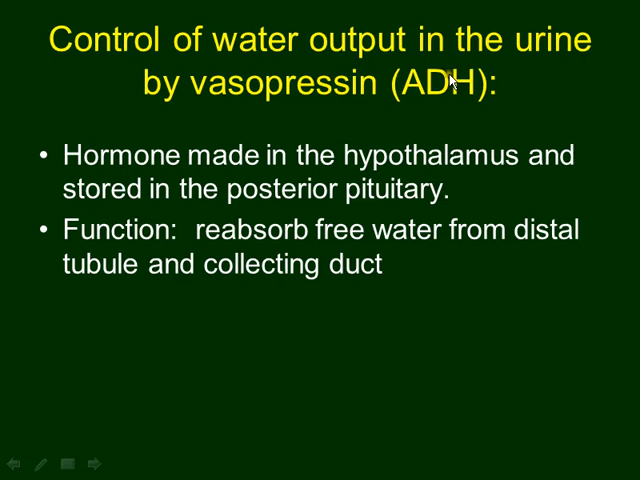 Control of water output in the urine
by vasopressin (ADH):
• Hormone made in the hypothalamus and
stored in the posterior pituitary.
• Function:  reabsorb free water from distal
tubule and collecting duct